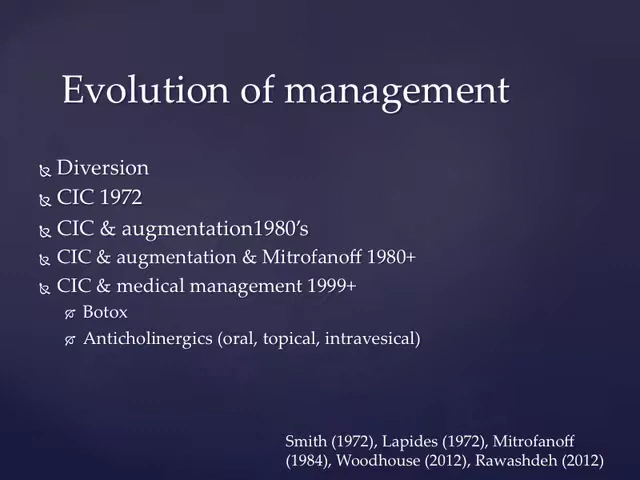 Evolution of management
Diversion
CIC 1972
CIC & augmentation1980's
CIC & augmentation & Mitrofanoff 1980+
CIC & medical management 1999+
Botox
Anticholinergics (oral, topical, intravesical)
Smith (1972), Lapides (1972), Mitrofanoff
(1984), Woodhouse (2012), Rawashdeh (2012)